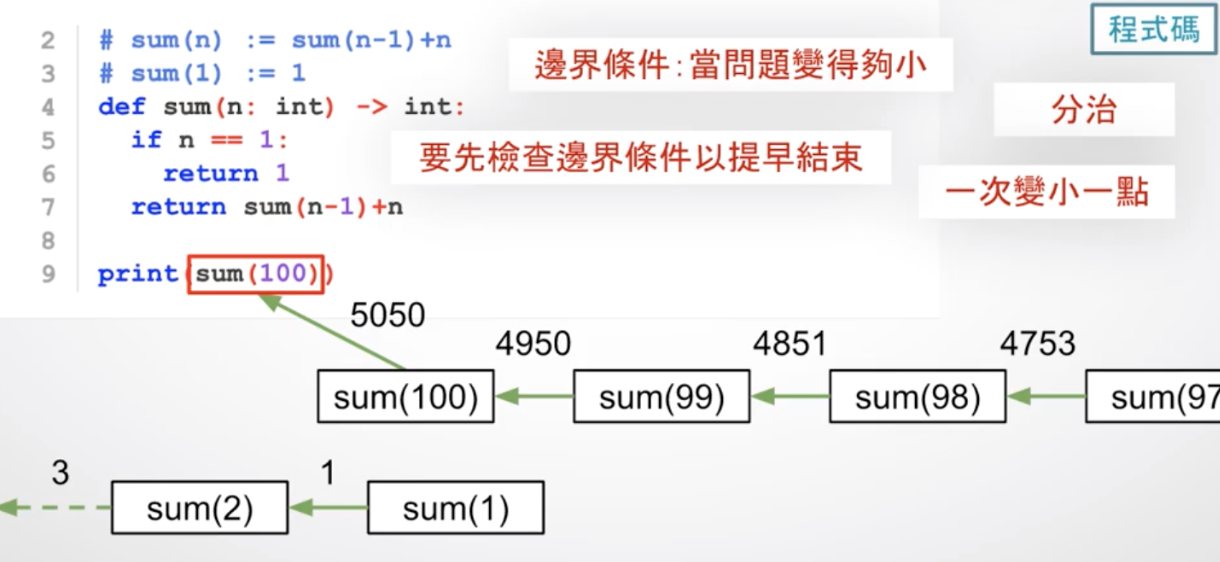 程式碼
2 # sum(n) := sum(n-1)+n
3 # sum(1) := 1
邊界條件:當問題變得夠小
4 def sum(n: int) -> int:
分治
5 if n == 1:
要先檢查邊界條件以提早結束
6 return 1
一次變小一點
7 return sum(n-1)+n
8
9 print(sum(100))
5050
4950
4851
4753
sum(100)
sum(99)
sum(98)
sum(97
3
1
sum(2)
sum(1)